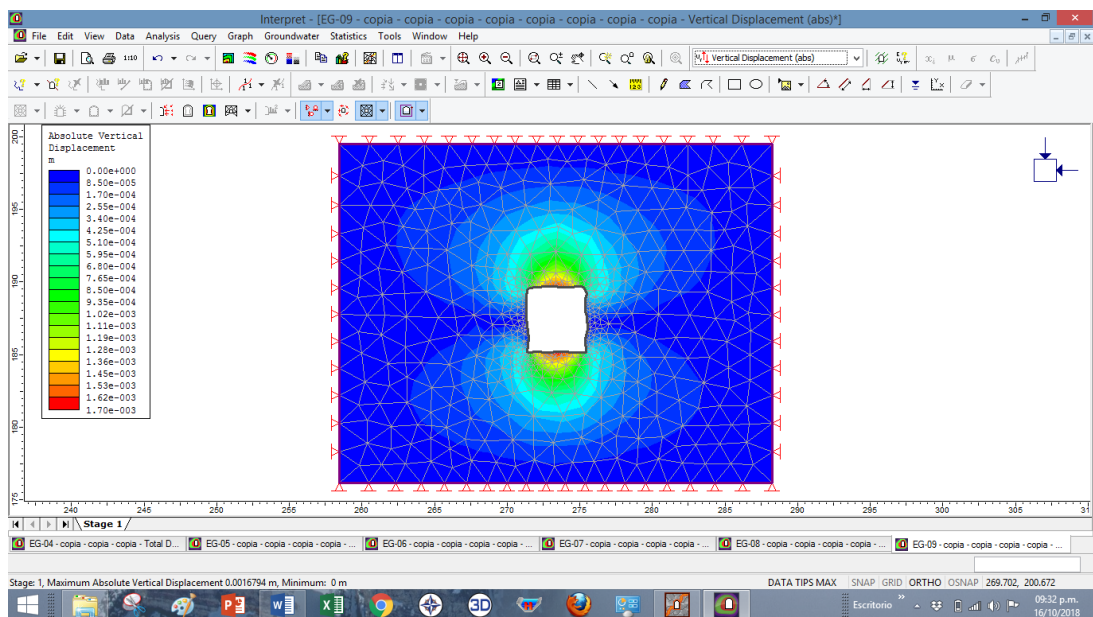 Interpret - [EG-09 - copia - copia - copia - copia - copia - copia - copia - copia - Vertical Displacement (abs)*]
File Edit View Data Analysis Query Graph Groundwater Statistics Tools Window Help
1:10
Vertical Displacement (abs)
Absolute Vertical
Displacement
m
0.00e+000
8.50e-005
1.70e-004
2.55e-004
3.40e-004
4.25e-004
5.10e-004
5.95e-004
6.80e-004
7.65e-004
8.50e-004
9.35e-004
1.02e-003
1.11e-003
1.19e-003
1.28e-003
1.36e-003
1.45e-003
1.53e-003
1.62e-003
1.70e-003
200
195
190
185
180
175
240 245 250 255 260 265 270 275 280 285 290 295 300 305 31
Stage 1
EG-04 - copia - copia - copia - Total D... EG-05 - copia - copia - copia - copia - ... EG-06 - copia - copia - copia - copia - ... EG-07 - copia - copia - copia - copia - ... EG-08 - copia - copia - copia - copia - ... EG-09 - copia - copia - copia - copia - ...
Stage: 1, Maximum Absolute Vertical Displacement 0.0016794 m, Minimum: 0 m DATA TIPS MAX SNAP GRID ORTHO OSNAP 269.702, 200.672
Escritorio 09:32 p.m.
16/10/2018